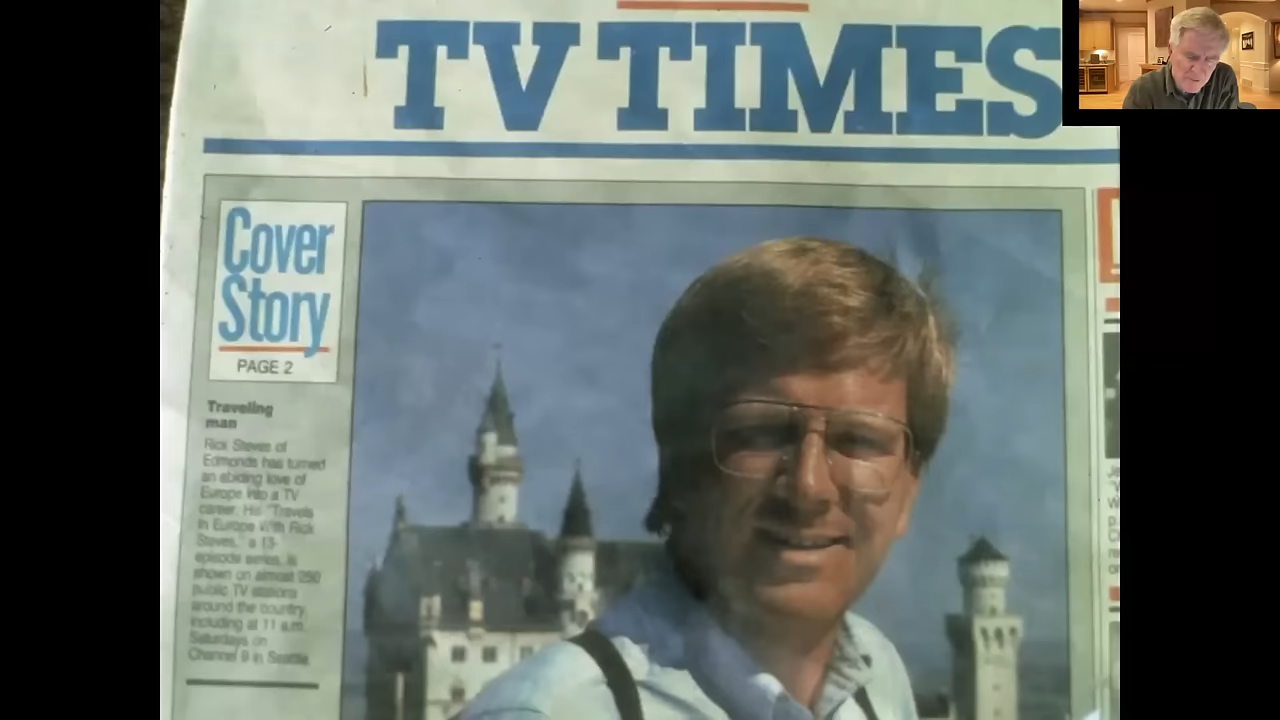 TV TIMES
Cover
Story
PAGE 2
Traveling
man
Rick Steves of
Edmonds has turned
an abiding love of
Europe into a TV
career. His "Travels
In Europe With Rick
Steves," a 13-
episode series, is
shown on almost 250
public TV stations
around the country
including at 11 a.m.
Saturdays on
Channel 9 in Seattle